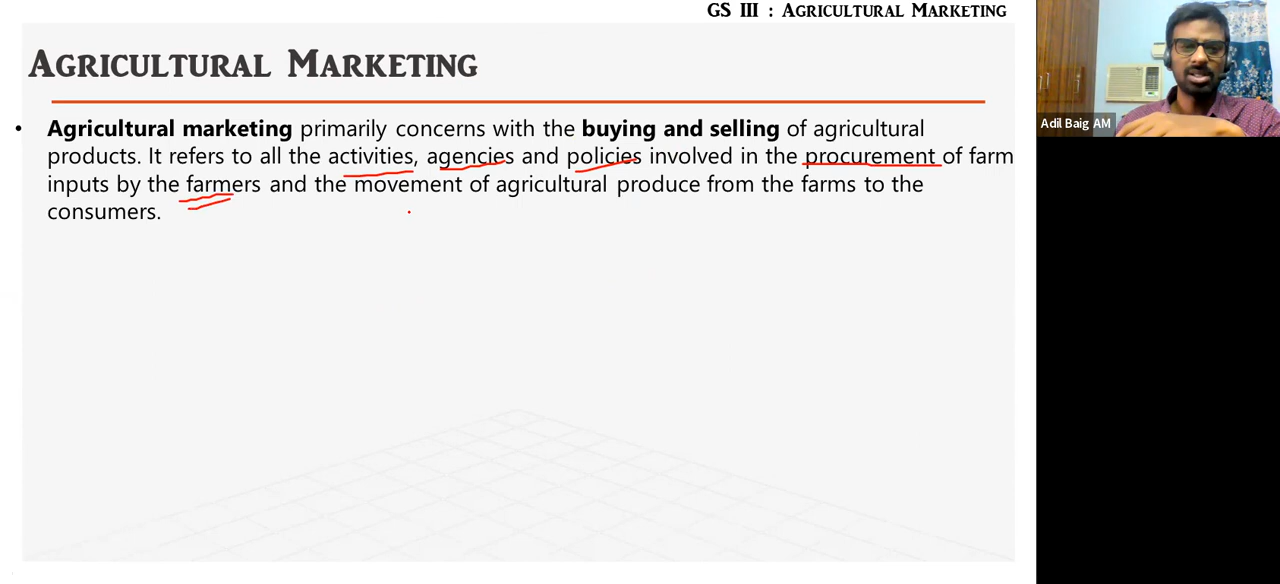 GS III : Agricultural Marketing
Agricultural Marketing
• Agricultural marketing primarily concerns with the buying and selling of agricultural
products. It refers to all the activities, agencies and policies involved in the procurement of farm
inputs by the farmers and the movement of agricultural produce from the farms to the
consumers.
Adil Baig AM